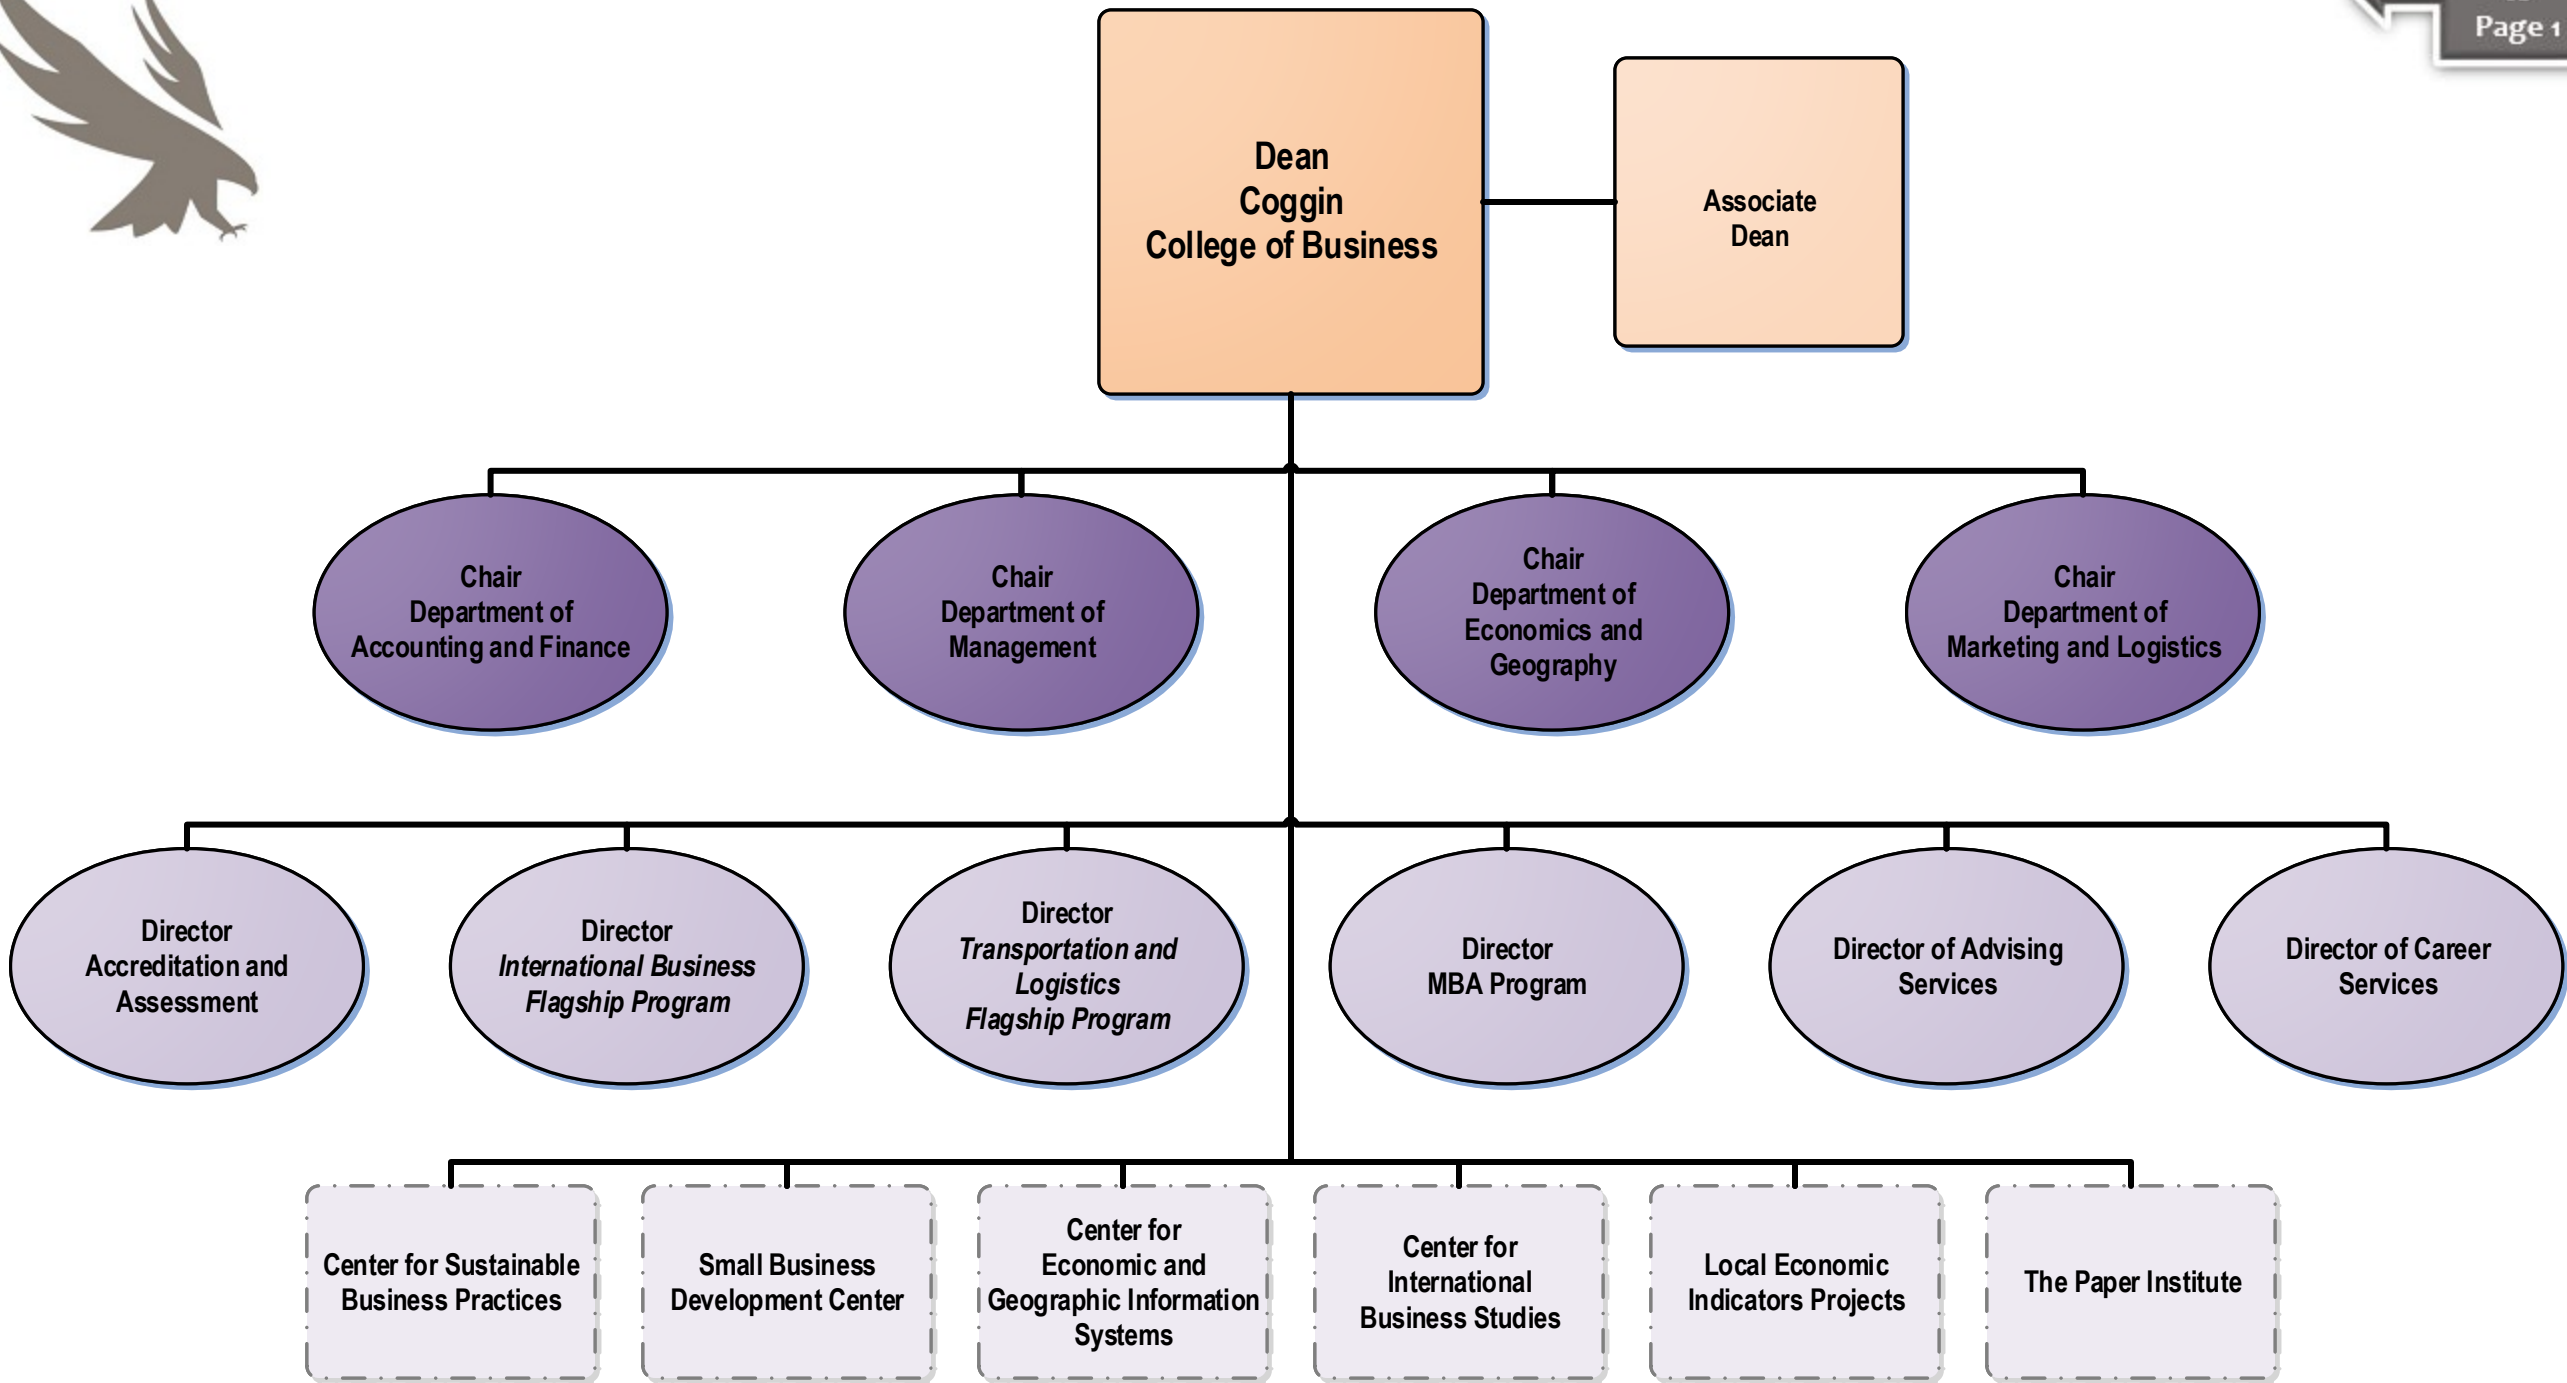 Page 1
Dean
Coggin
College of Business
Associate
Dean
Chair
Department of
Accounting and Finance
Chair
Department of
Management
Chair
Department of
Economics and
Geography
Chair
Department of
Marketing and Logistics
Director
Accreditation and
Assessment
Director
International Business
Flagship Program
Director
Transportation and
Logistics
Flagship Program
Director
MBA Program
Director of Advising
Services
Director of Career
Services
Center for Sustainable
Business Practices
Small Business
Development Center
Center for
Economic and
Geographic Information
Systems
Center for
International
Business Studies
Local Economic
Indicators Projects
The Paper Institute